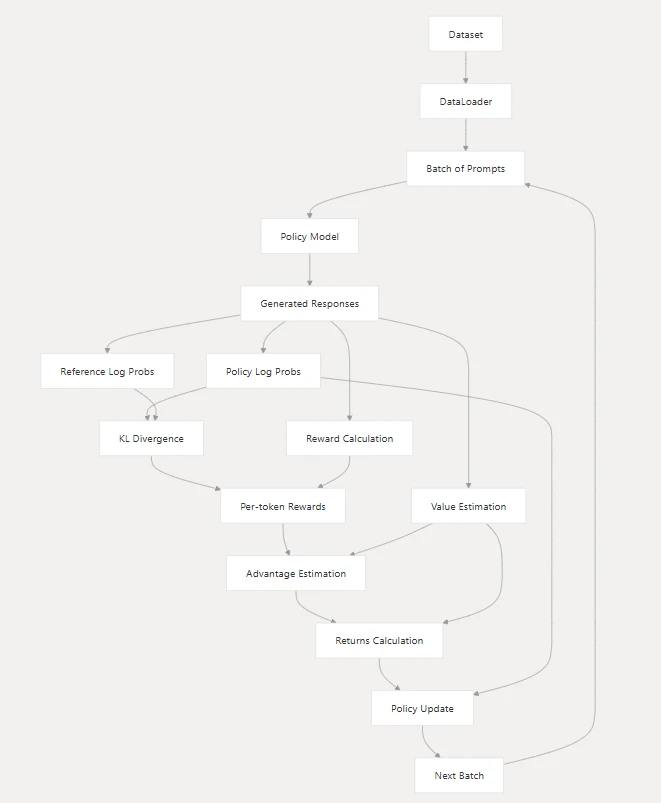 Dataset
DataLoader
Batch of Prompts
Policy Model
Generated Responses
Reference Log Probs
Policy Log Probs
KL Divergence
Reward Calculation
Per-token Rewards
Value Estimation
Advantage Estimation
Returns Calculation
Policy Update
Next Batch